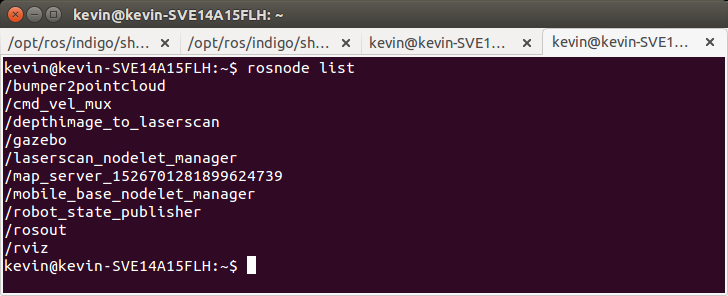 kevin@kevin-SVE14A15FLH: ~
/opt/ros/indigo/sh... × /opt/ros/indigo/sh... × kevin@kevin-SVE1... × kevin@kevin-SVE1... ×
kevin@kevin-SVE14A15FLH:~$ rosnode list
/bumper2pointcloud
/cmd_vel_mux
/depthimage_to_laserscan
/gazebo
/laserscan_nodelet_manager
/map_server_1526701281899624739
/mobile_base_nodelet_manager
/robot_state_publisher
/rosout
/rviz
kevin@kevin-SVE14A15FLH:~$